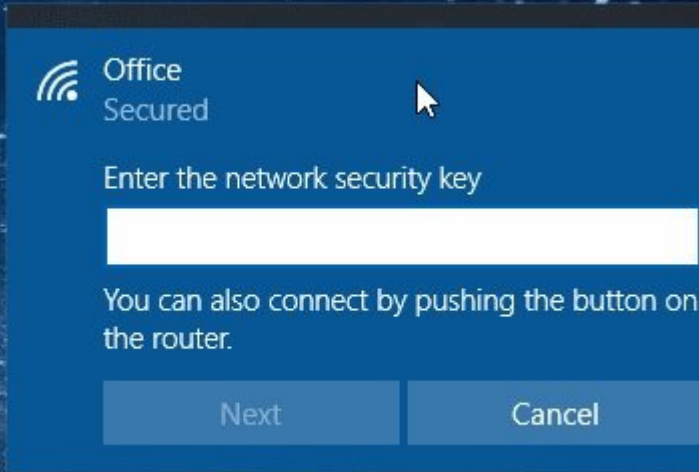 Office
Secured
Enter the network security key
You can also connect by pushing the button on
the router.
Next
Cancel